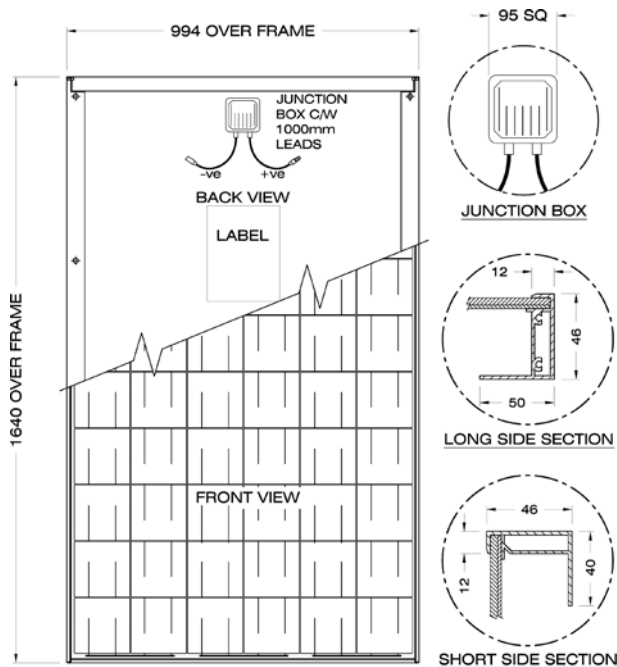 994 OVER FRAME
95 SQ
JUNCTION
BOX C/W
1000mm
LEADS
-ve
+ve
BACK VIEW
LABEL
JUNCTION BOX
12
46
50
LONG SIDE SECTION
1640 OVER FRAME
FRONT VIEW
46
12
40
SHORT SIDE SECTION